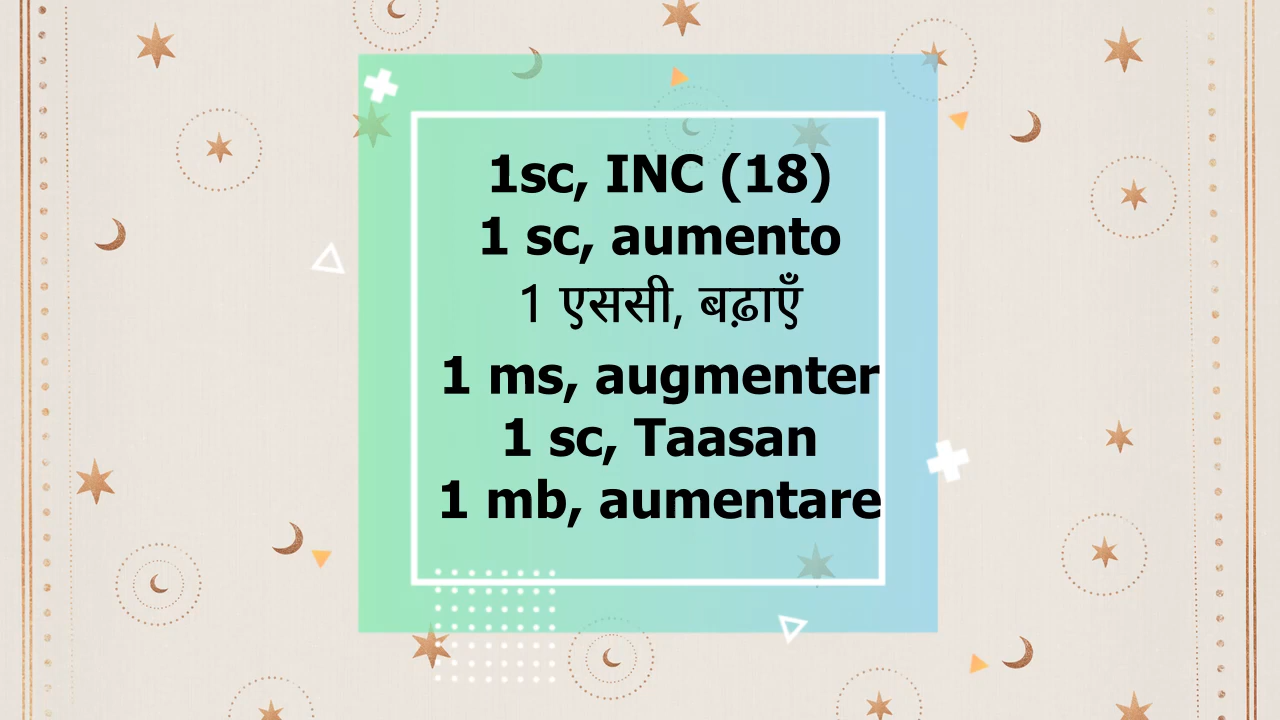 1sc, INC (18)
1 sc, aumento
1 एससी, बढ़ाएँ
1 ms, augmenter
1 sc, Taasan
1 mb, aumentare